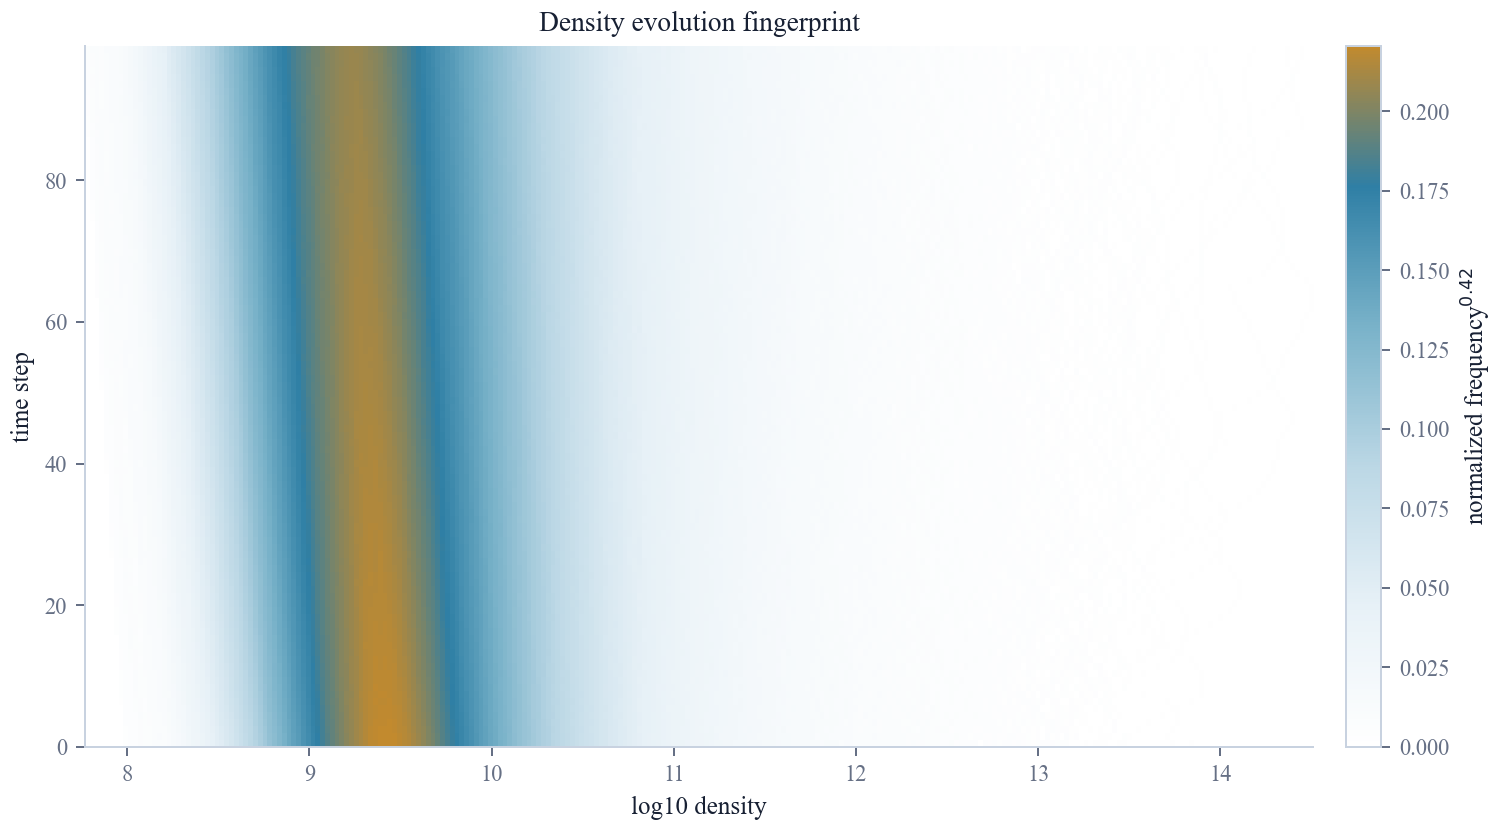 Density evolution fingerprint
time step
80
60
40
20
0
8 9 10 11 12 13 14
log10 density
0.200
0.175
0.150
0.125
0.100
0.075
0.050
0.025
0.000
normalized frequency^0.42